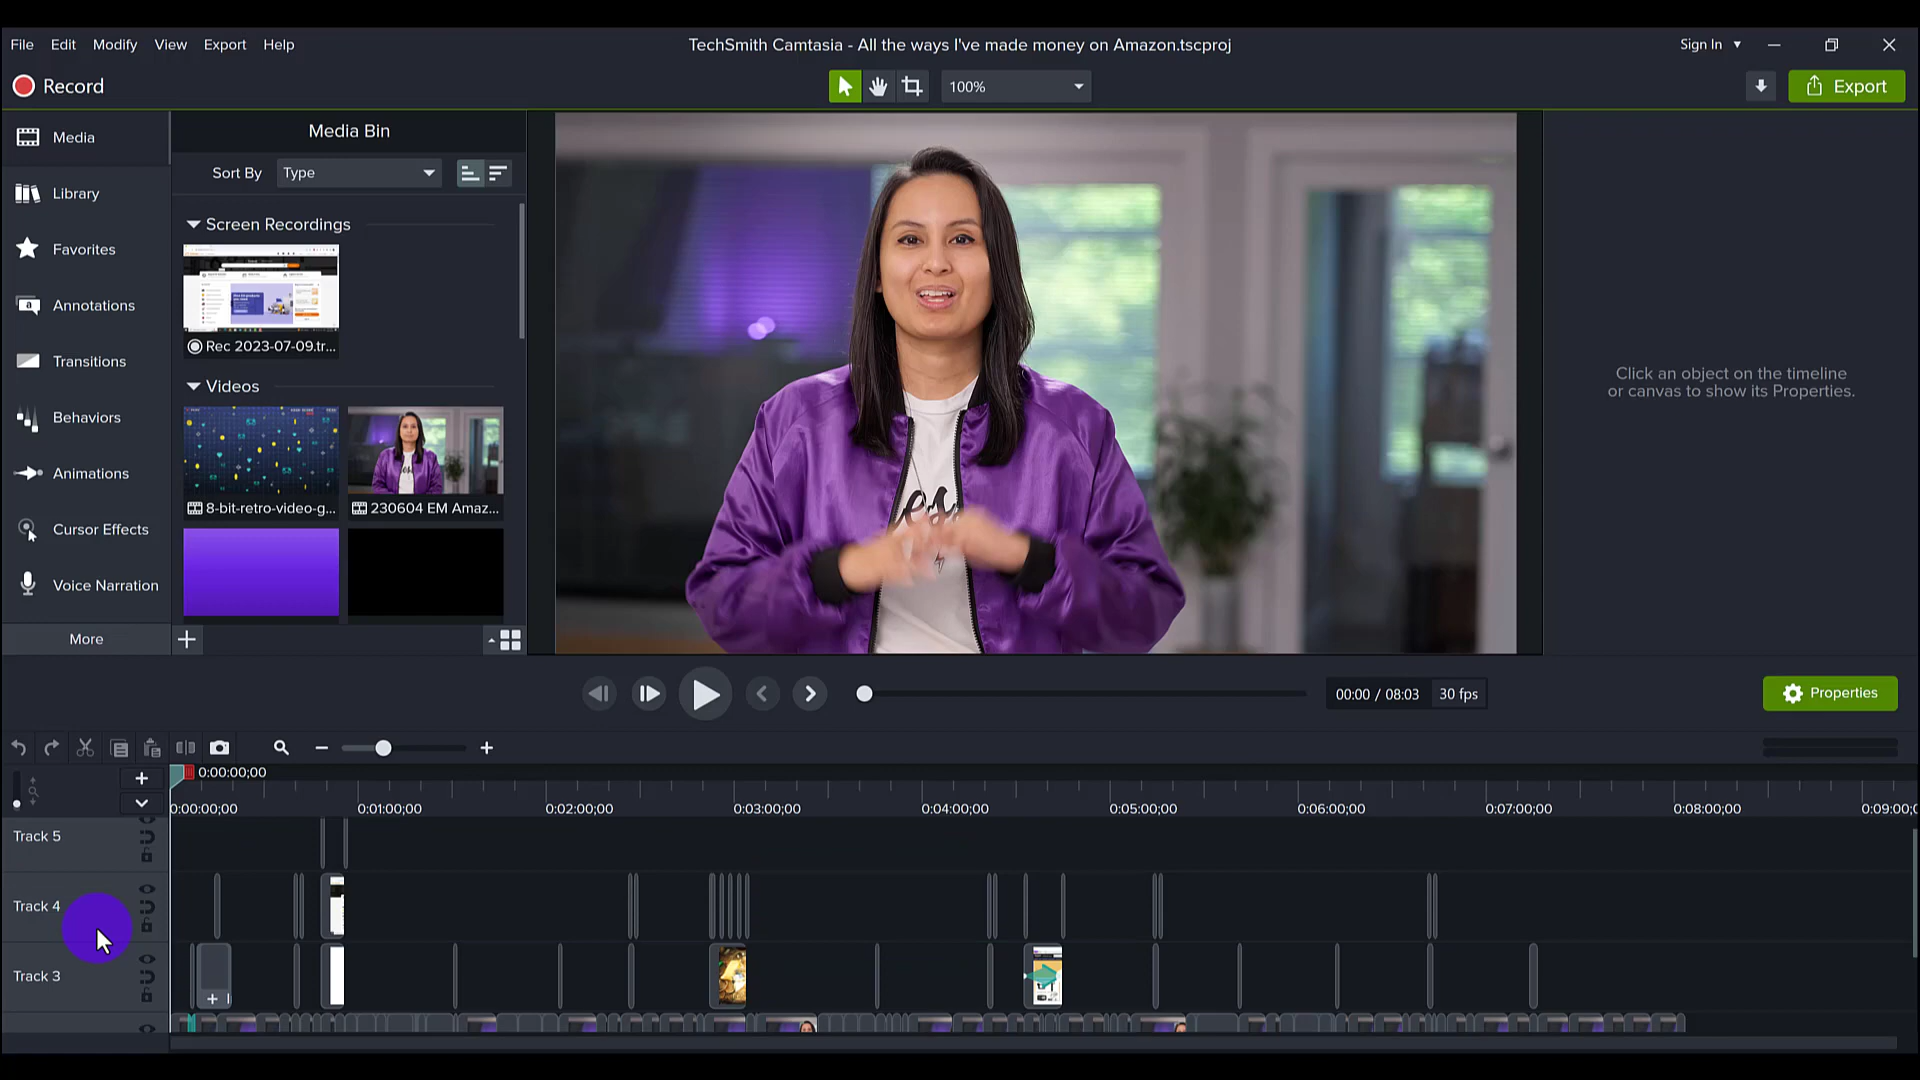 File Edit Modify View Export Help
TechSmith Camtasia - All the ways I've made money on Amazon.tscproj
Sign In
Record
100%
Export
Media
Library
Favorites
Annotations
Transitions
Behaviors
Animations
Cursor Effects
Voice Narration
More
Media Bin
Sort By Type
Screen Recordings
Rec 2023-07-09.tr...
Videos
8-bit-retro-video-g...
230604 EM Amaz...
Click an object on the timeline
or canvas to show its Properties.
00:00 / 08:03 30 fps
Properties
0:00:00;00
0:00:00;00 0:01:00;00 0:02:00;00 0:03:00;00 0:04:00;00 0:05:00;00 0:06:00;00 0:07:00;00 0:08:00;00 0:09:00;
Track 5
Track 4
Track 3